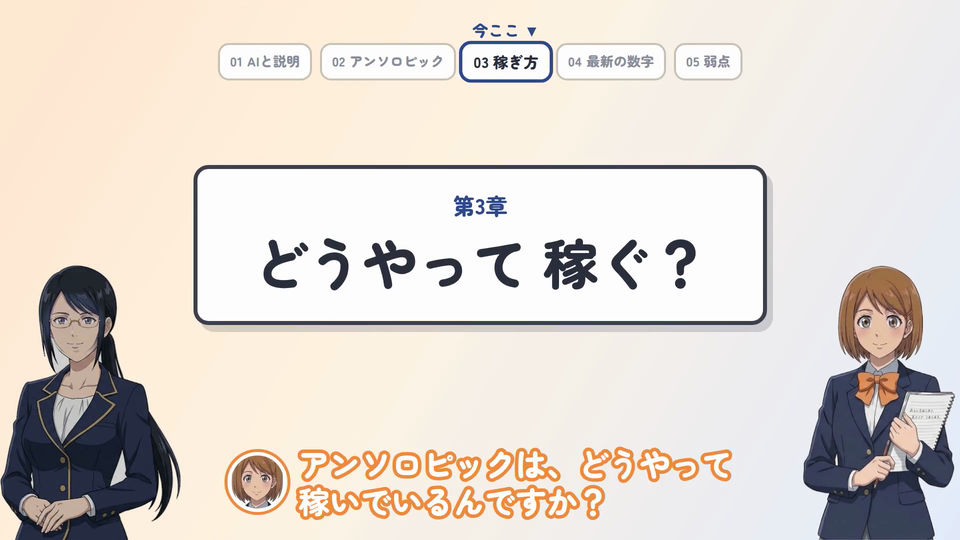 今ここ ▼
01 AIと説明
02 アンソロピック
03 稼ぎ方
04 最新の数字
05 弱点
第3章
どうやって 稼ぐ？
アンソロピックは、どうやって
稼いでいるんですか？